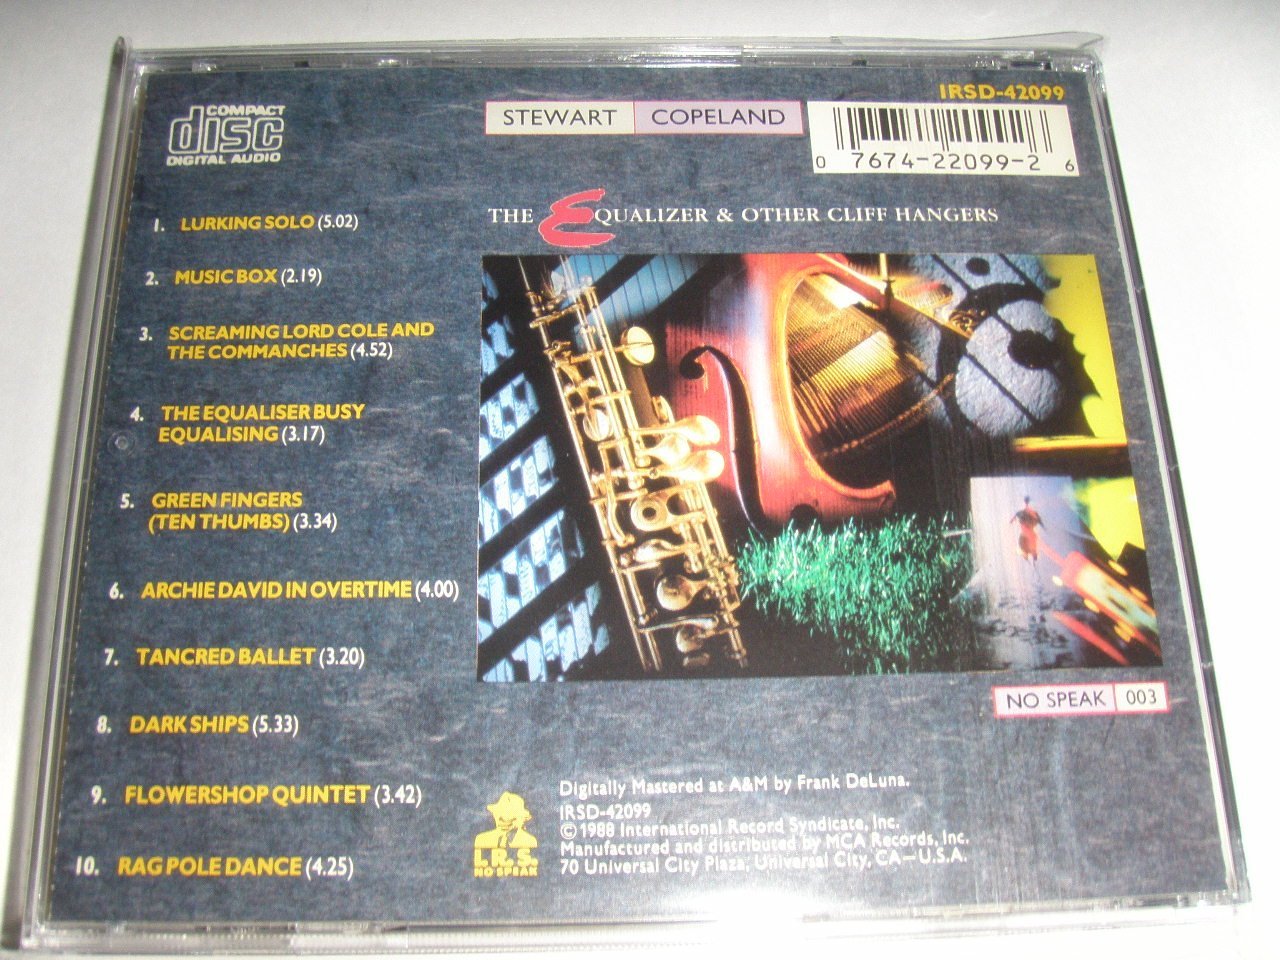 COMPACT
disc
DIGITAL AUDIO
STEWART COPELAND
IRSD-42099
0 7674-22099-2 6
THE EQUALIZER & OTHER CLIFF HANGERS
1. LURKING SOLO (5.02)
2. MUSIC BOX (2.19)
3. SCREAMING LORD COLE AND
THE COMMANCHES (4.52)
4. THE EQUALISER BUSY
EQUALISING (3.17)
5. GREEN FINGERS
(TEN THUMBS) (3.34)
6. ARCHIE DAVID IN OVERTIME (4.00)
7. TANCRED BALLET (3.20)
8. DARK SHIPS (5.33)
9. FLOWERSHOP QUINTET (3.42)
10. RAG POLE DANCE (4.25)
NO SPEAK 003
I.R.S.
NO SPEAK
Digitally Mastered at A&M by Frank DeLuna.
IRSD-42099
© 1988 International Record Syndicate, Inc.
Manufactured and distributed by MCA Records, Inc.
70 Universal City Plaza, Universal City, CA—U.S.A.